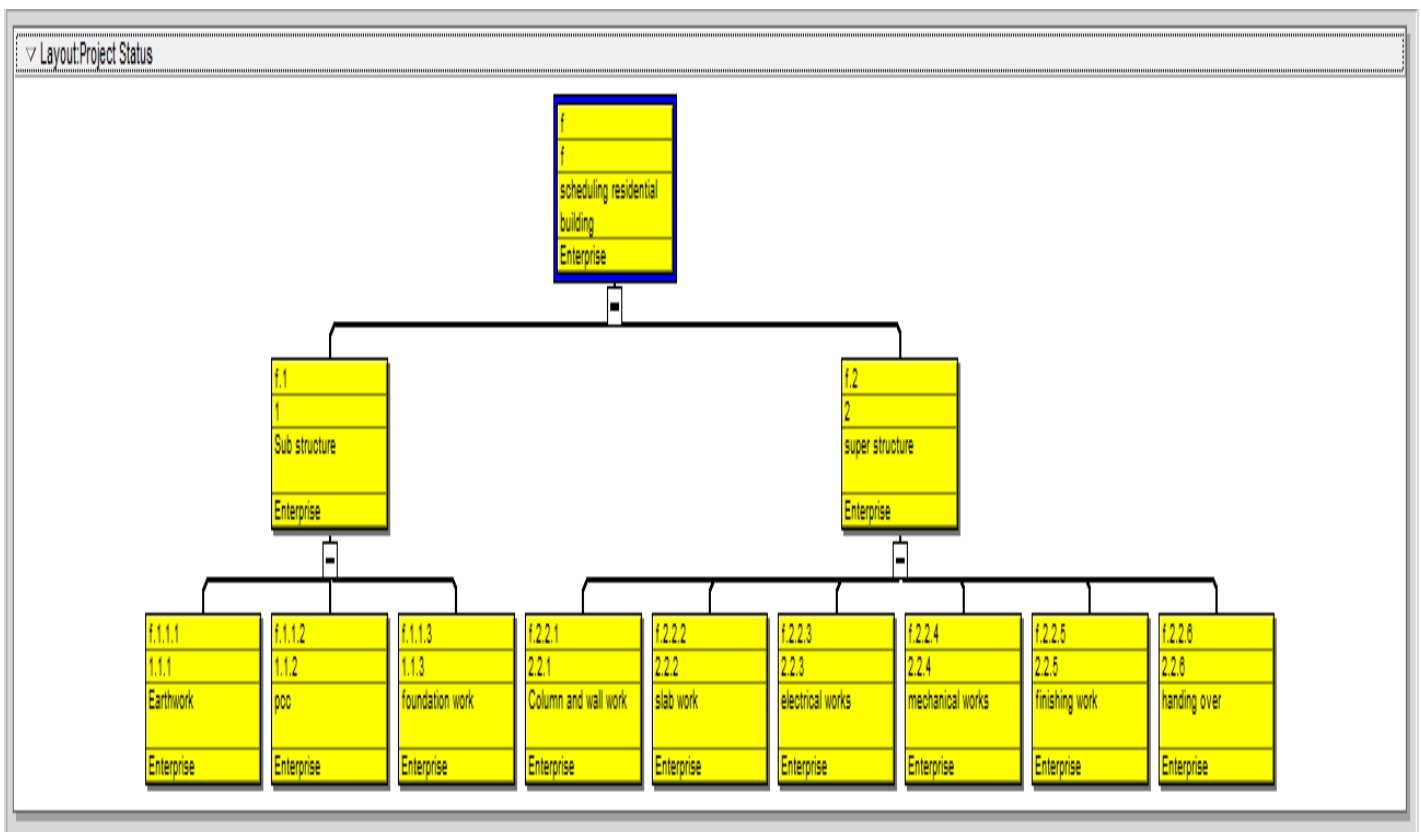 Layout:Project Status
f
f
scheduling residential
building
Enterprise
f.1
1
Sub structure
Enterprise
f.2
2
super structure
Enterprise
f.1.1.1
1.1.1
Earthwork
Enterprise
f.1.1.2
1.1.2
pcc
Enterprise
f.1.1.3
1.1.3
foundation work
Enterprise
f.2.2.1
2.2.1
Column and wall work
Enterprise
f.2.2.2
2.2.2
slab work
Enterprise
f.2.2.3
2.2.3
electrical works
Enterprise
f.2.2.4
2.2.4
mechanical works
Enterprise
f.2.2.5
2.2.5
finishing work
Enterprise
f.2.2.6
2.2.6
handing over
Enterprise